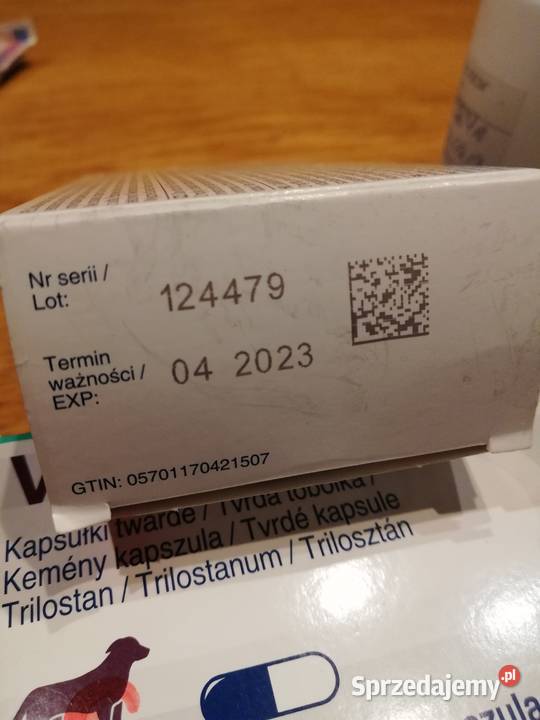 Nr serii /
Lot: 124479
Termin
ważności /
EXP: 04 2023
GTIN: 05701170421507
Kapsułki twarde / Tvrdá tobolka /
Kemény kapszula / Tvrdé kapsule
Trilostan / Trilostanum / Trilosztán
Sprzedajemy.pl